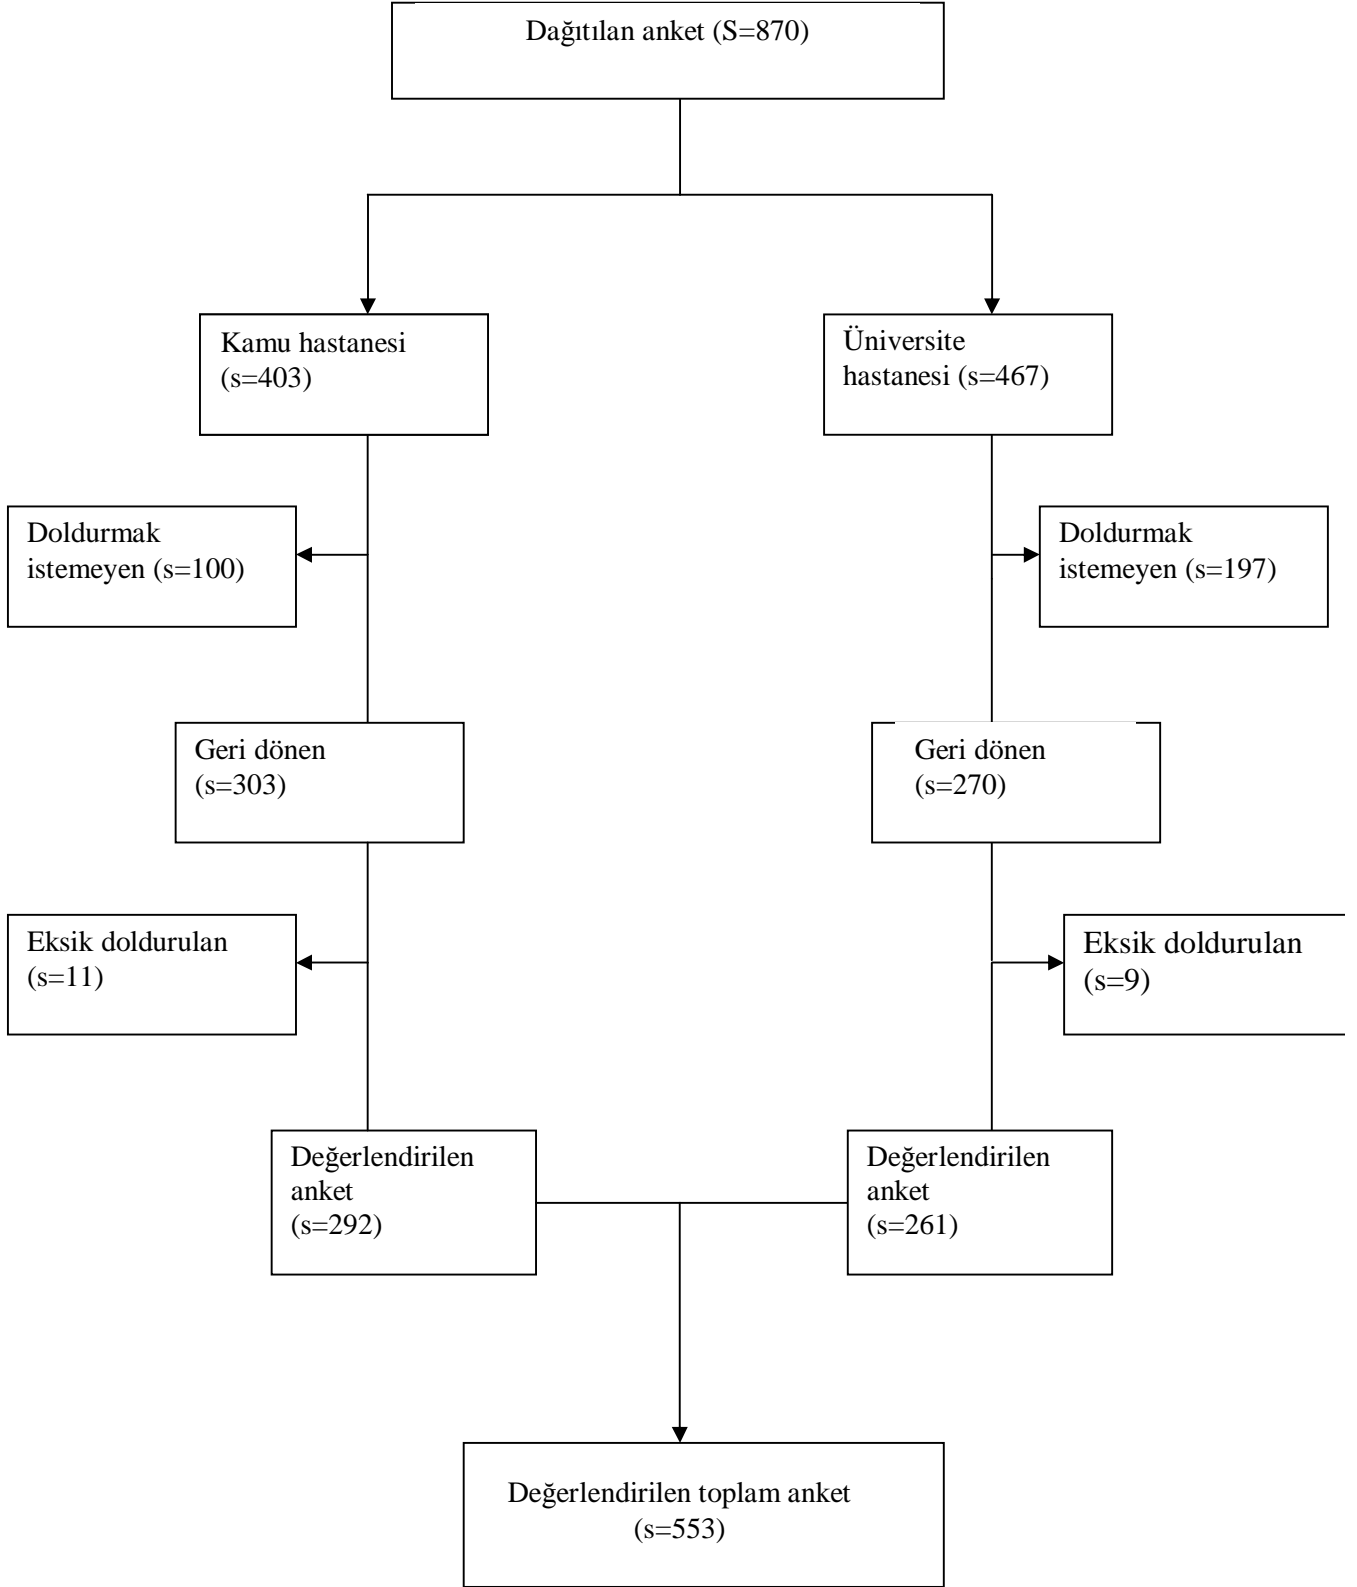 Dağıtılan anket (S=870)
Kamu hastanesi
(s=403)
Üniversite
hastanesi (s=467)
Doldurmak
istemeyen (s=100)
Doldurmak
istemeyen (s=197)
Geri dönen
(s=303)
Geri dönen
(s=270)
Eksik doldurulan
(s=11)
Eksik doldurulan
(s=9)
Değerlendirilen
anket
(s=292)
Değerlendirilen
anket
(s=261)
Değerlendirilen toplam anket
(s=553)